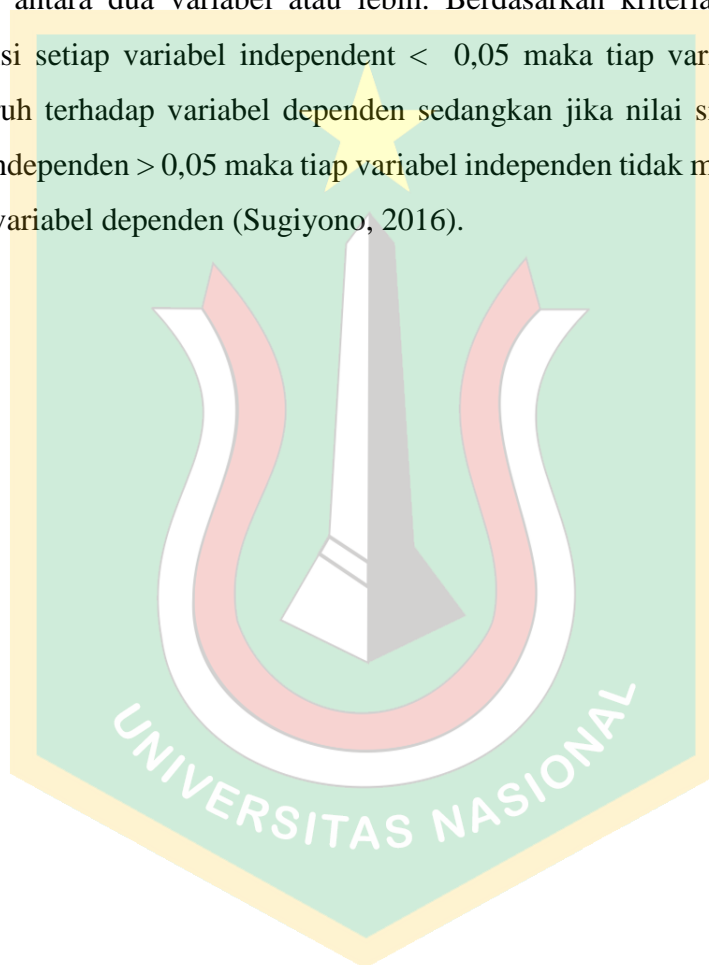 antara dua variabel atau lebih. Berdasarkan kriteria
si setiap variabel independent < 0,05 maka tiap var
ruh terhadap variabel dependen sedangkan jika nilai si
ndependen > 0,05 maka tiap variabel independen tidak m
variabel dependen (Sugiyono, 2016).
UNIVERSITAS NASIONAL